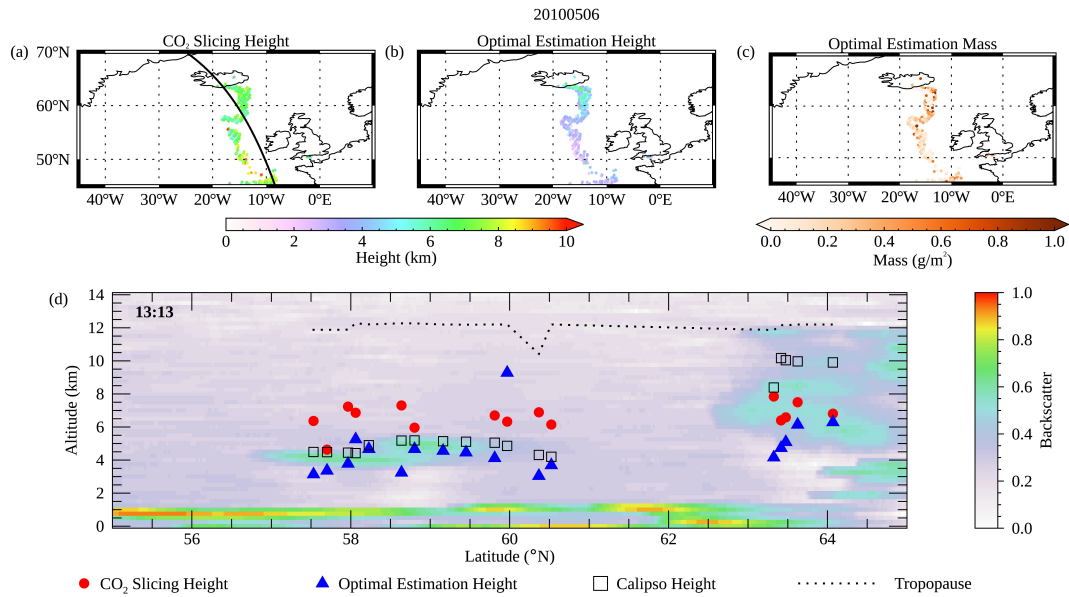 20100506
(a) CO₂ Slicing Height
(b) Optimal Estimation Height
(c) Optimal Estimation Mass
70°N
60°N
50°N
40°W 30°W 20°W 10°W 0°E
40°W 30°W 20°W 10°W 0°E
40°W 30°W 20°W 10°W 0°E
0 2 4 6 8 10
Height (km)
0.0 0.2 0.4 0.6 0.8 1.0
Mass (g/m²)
(d)
13:13
14
12
10
8
6
4
2
0
Altitude (km)
56 58 60 62 64
Latitude (°N)
1.0
0.8
0.6
0.4
0.2
0.0
Backscatter
CO₂ Slicing Height Optimal Estimation Height Calipso Height Tropopause